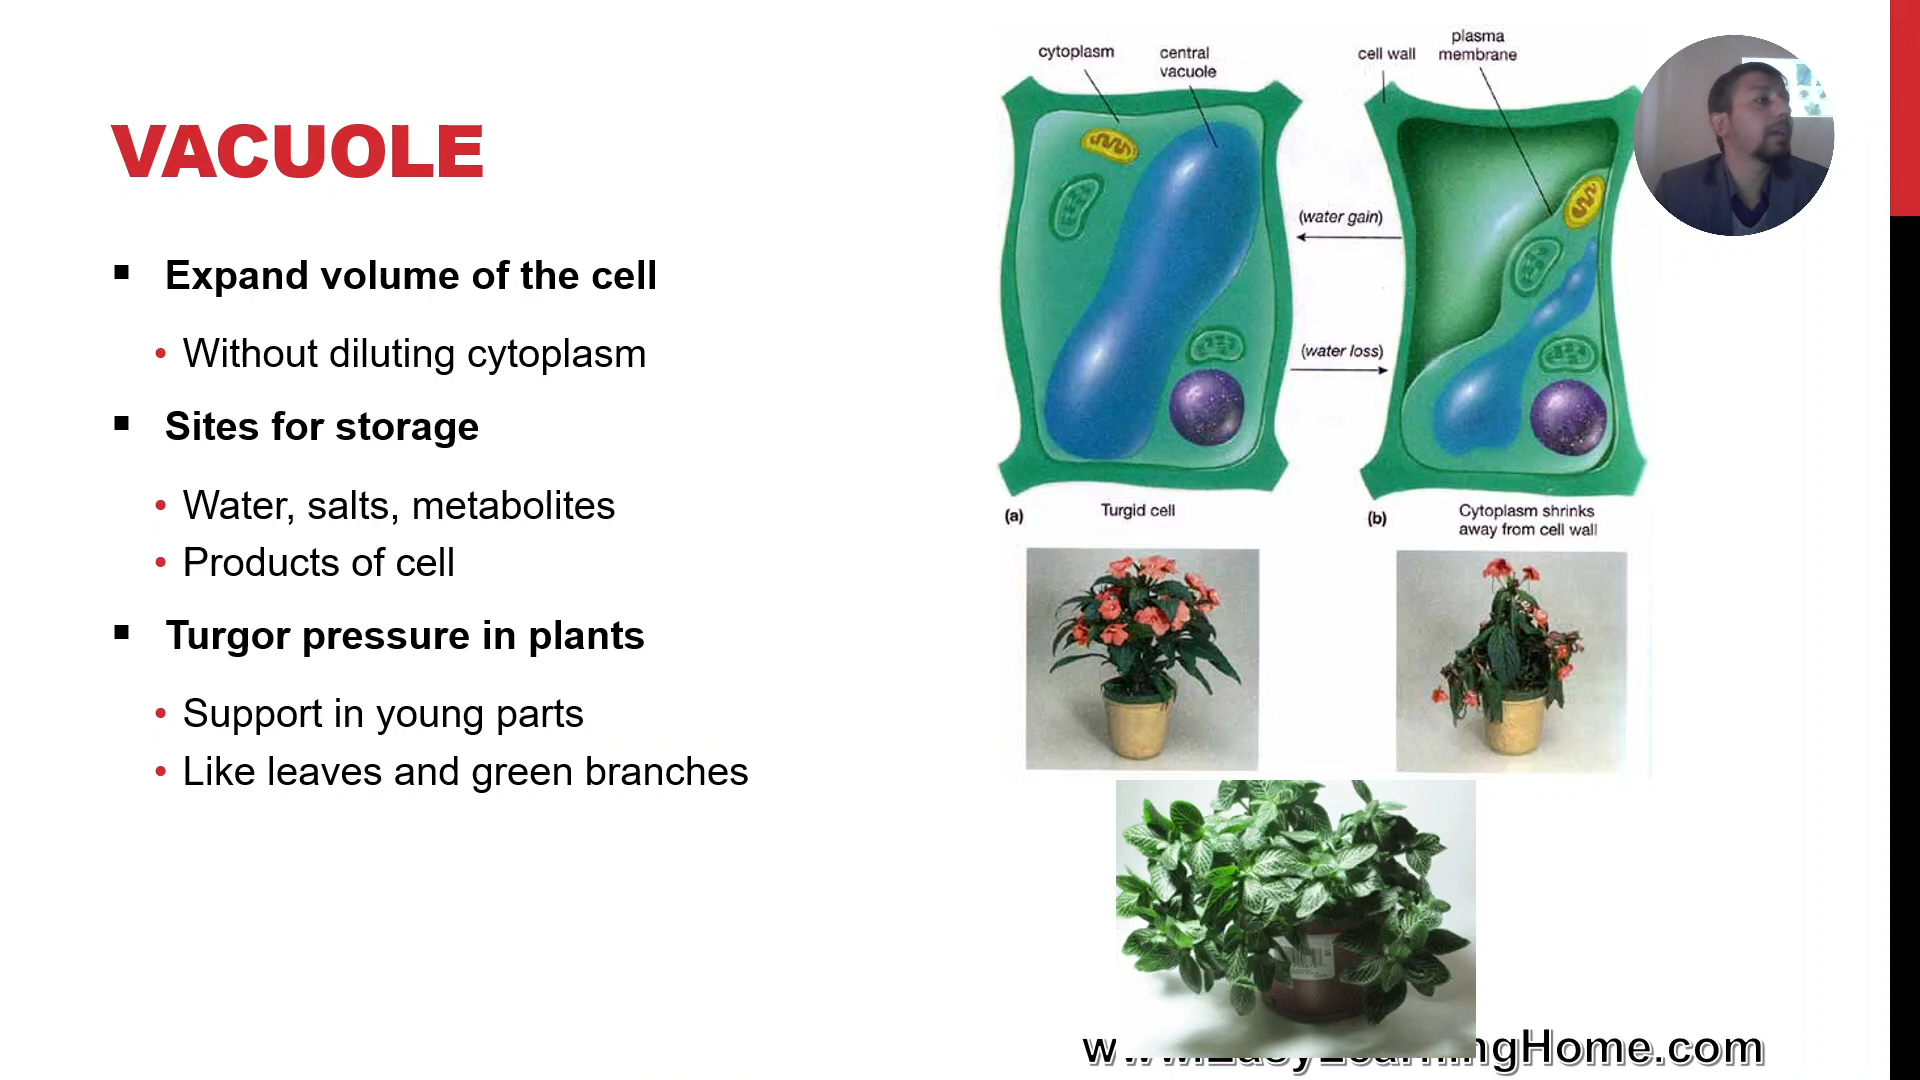 VACUOLE
Expand volume of the cell
Without diluting cytoplasm
Sites for storage
Water, salts, metabolites
Products of cell
Turgor pressure in plants
Support in young parts
Like leaves and green branches
cytoplasm
central
vacuole
cell wall
plasma
membrane
(water gain)
(water loss)
(a)
Turgid cell
(b)
Cytoplasm shrinks
away from cell wall
www.EasyLearningHome.com